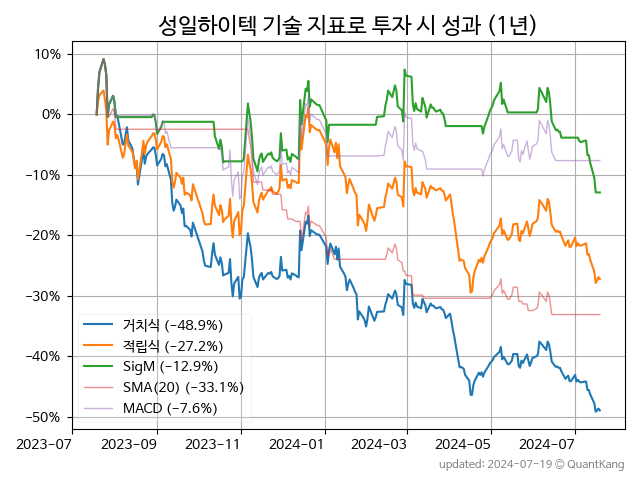 성일하이텍 기술 지표로 투자 시 성과 (1년)
10%
0%
−10%
−20%
−30%
−40%
−50%
거치식 (−48.9%)
적립식 (−27.2%)
SigM (−12.9%)
SMA(20) (−33.1%)
MACD (−7.6%)
2023-07 2023-09 2023-11 2024-01 2024-03 2024-05 2024-07
updated: 2024-07-19 © QuantKang